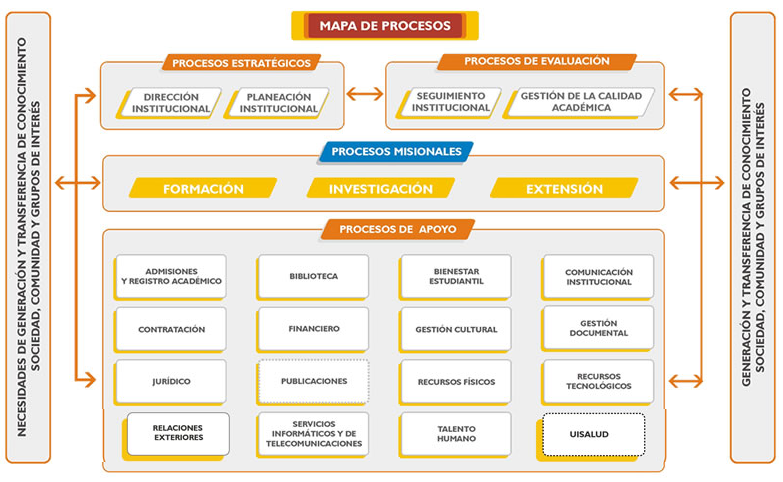 MAPA DE PROCESOS
NECESIDADES DE GENERACIÓN Y TRANSFERENCIA DE CONOCIMIENTO
SOCIEDAD, COMUNIDAD Y GRUPOS DE INTERÉS
PROCESOS ESTRATÉGICOS
DIRECCIÓN
INSTITUCIONAL
PLANEACIÓN
INSTITUCIONAL
PROCESOS DE EVALUACIÓN
SEGUIMIENTO
INSTITUCIONAL
GESTIÓN DE LA CALIDAD
ACADÉMICA
PROCESOS MISIONALES
FORMACIÓN
INVESTIGACIÓN
EXTENSIÓN
PROCESOS DE APOYO
ADMISIONES
Y REGISTRO ACADÉMICO
BIBLIOTECA
BIENESTAR
ESTUDIANTIL
COMUNICACIÓN
INSTITUCIONAL
CONTRATACIÓN
FINANCIERO
GESTIÓN CULTURAL
GESTIÓN
DOCUMENTAL
JURÍDICO
PUBLICACIONES
RECURSOS FÍSICOS
RECURSOS
TECNOLÓGICOS
RELACIONES
EXTERIORES
SERVICIOS
INFORMÁTICOS Y DE
TELECOMUNICACIONES
TALENTO
HUMANO
UISALUD
GENERACIÓN Y TRANSFERENCIA DE CONOCIMIENTO
SOCIEDAD, COMUNIDAD Y GRUPOS DE INTERÉS